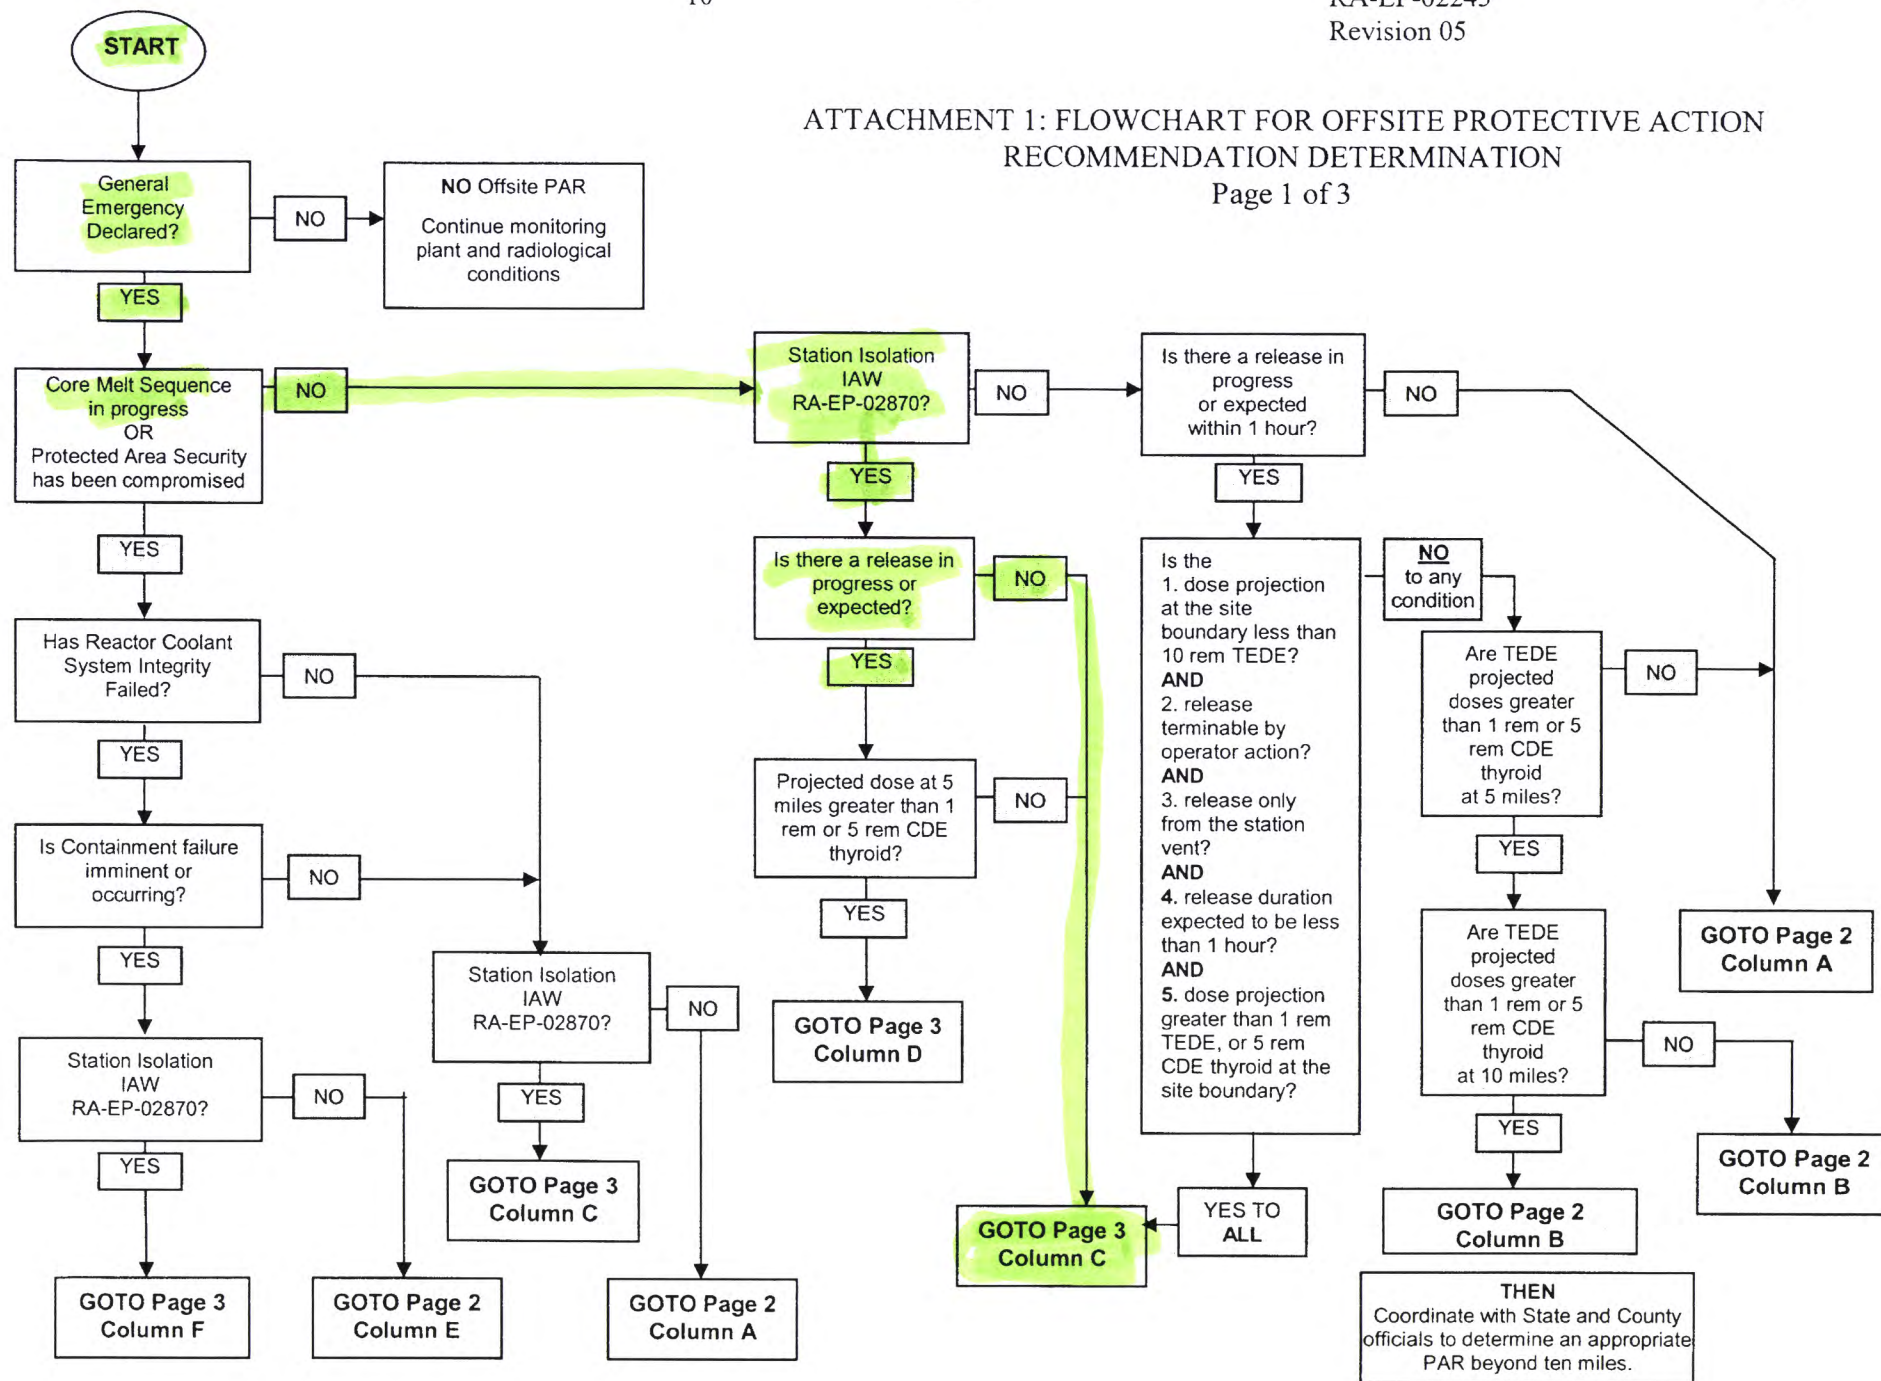 10
RA-EP-02245
Revision 05
ATTACHMENT 1: FLOWCHART FOR OFFSITE PROTECTIVE ACTION
RECOMMENDATION DETERMINATION
Page 1 of 3
START
General
Emergency
Declared?
NO
NO Offsite PAR
Continue monitoring
plant and radiological
conditions
YES
Core Melt Sequence
in progress
OR
Protected Area Security
has been compromised
NO
YES
Has Reactor Coolant
System Integrity
Failed?
NO
YES
Is Containment failure
imminent or
occurring?
NO
YES
Station Isolation
IAW
RA-EP-02870?
NO
YES
GOTO Page 3
Column F
GOTO Page 2
Column E
Station Isolation
IAW
RA-EP-02870?
NO
YES
GOTO Page 3
Column C
GOTO Page 2
Column A
Station Isolation
IAW
RA-EP-02870?
NO
YES
Is there a release in
progress or
expected?
NO
YES
Projected dose at 5
miles greater than 1
rem or 5 rem CDE
thyroid?
NO
YES
GOTO Page 3
Column D
GOTO Page 3
Column C
Is there a release in
progress
or expected
within 1 hour?
NO
YES
Is the
1. dose projection
at the site
boundary less than
10 rem TEDE?
AND
2. release
terminable by
operator action?
AND
3. release only
from the station
vent?
AND
4. release duration
expected to be less
than 1 hour?
AND
5. dose projection
greater than 1 rem
TEDE, or 5 rem
CDE thyroid at the
site boundary?
YES TO
ALL
NO
to any
condition
Are TEDE
projected
doses greater
than 1 rem or 5
rem CDE
thyroid
at 5 miles?
NO
YES
GOTO Page 2
Column A
Are TEDE
projected
doses greater
than 1 rem or 5
rem CDE
thyroid
at 10 miles?
NO
YES
GOTO Page 2
Column B
GOTO Page 2
Column B
THEN
Coordinate with State and County
officials to determine an appropriate
PAR beyond ten miles.